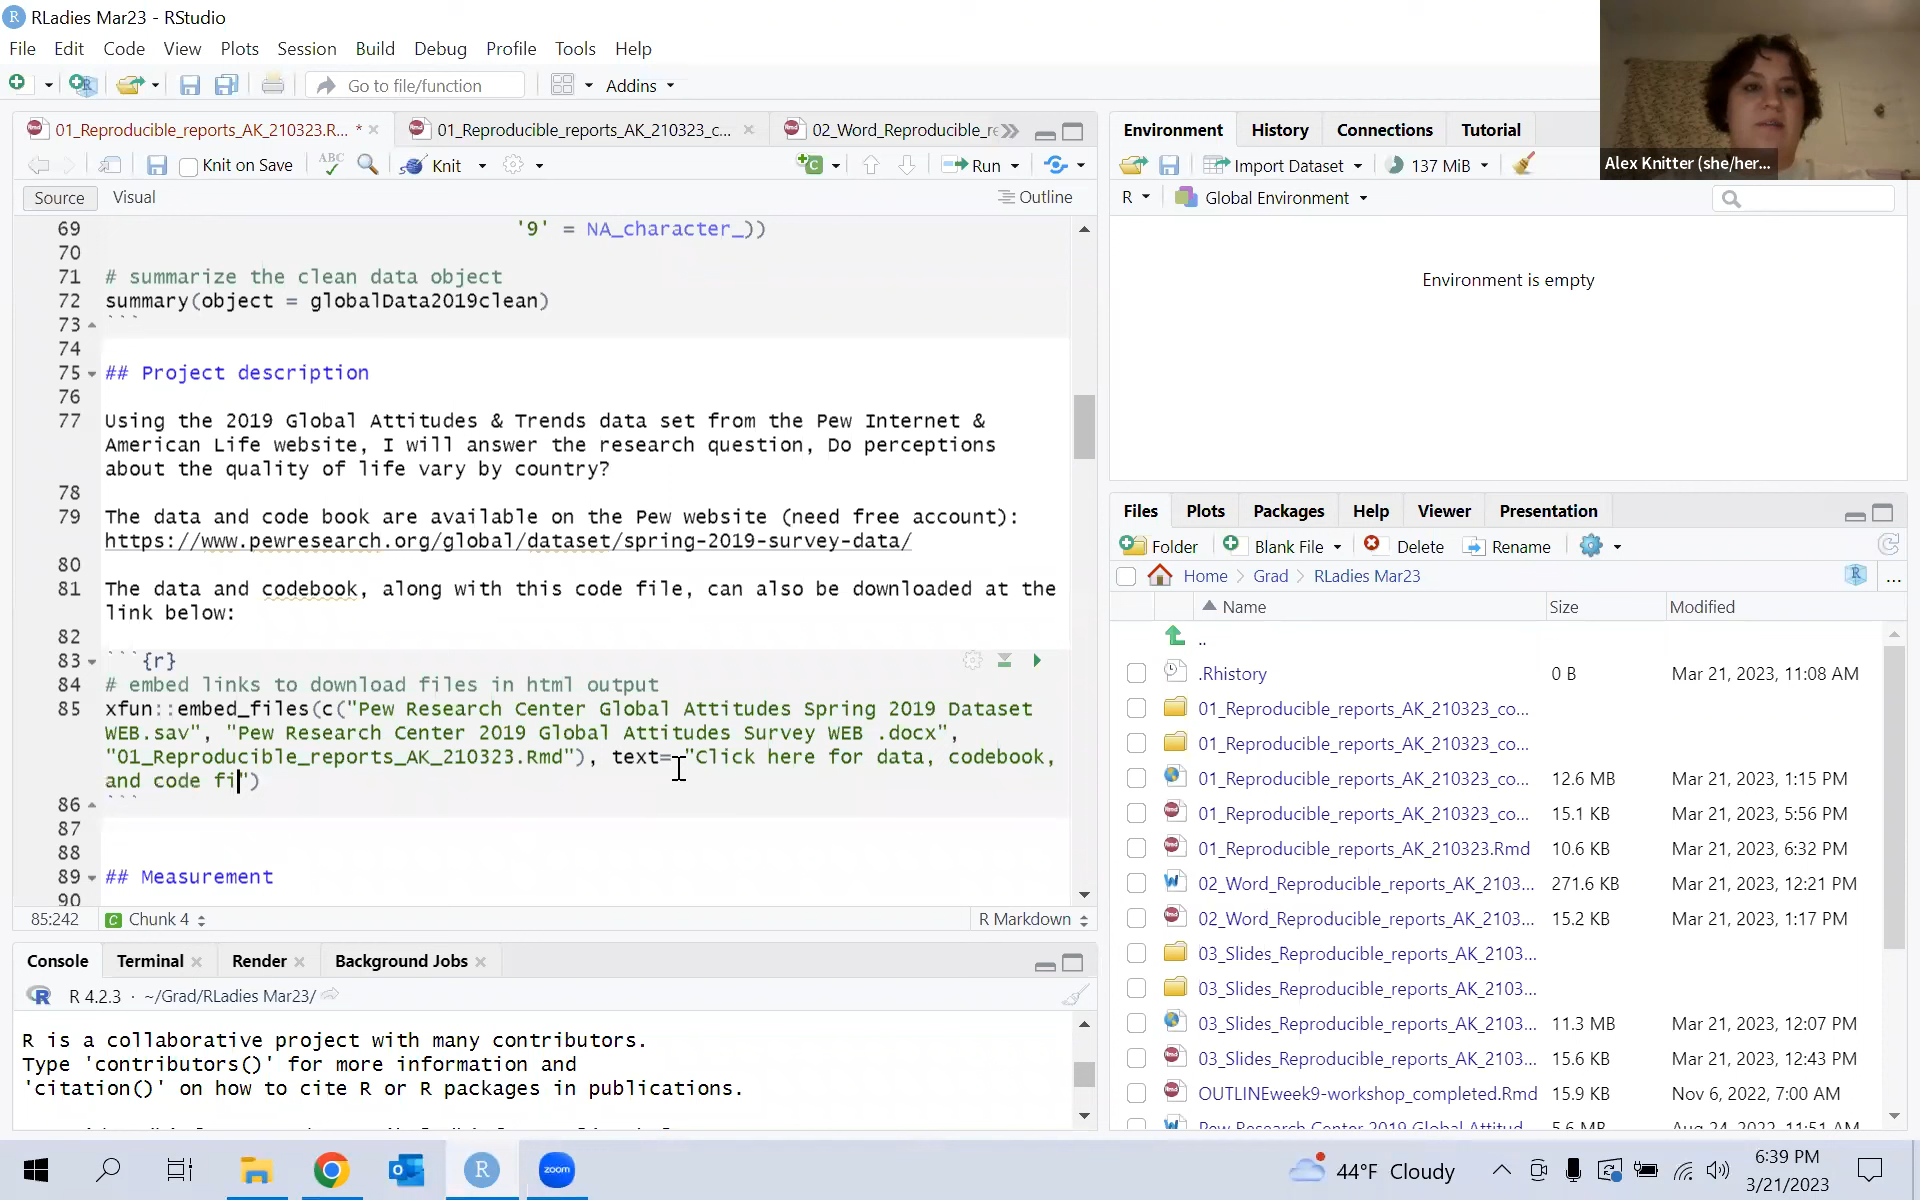 RLadies Mar23 - RStudio
File Edit Code View Plots Session Build Debug Profile Tools Help
Go to file/function Addins
01_Reproducible_reports_AK_210323.R... * 01_Reproducible_reports_AK_210323_c... 02_Word_Reproducible_re
Knit on Save ABC Knit Run
Source Visual Outline
69 '9' = NA_character_))
70
71 # summarize the clean data object
72 summary(object = globalData2019clean)
73 ```
74
75 ## Project description
76
77 Using the 2019 Global Attitudes & Trends data set from the Pew Internet &
American Life website, I will answer the research question, Do perceptions
about the quality of life vary by country?
78
79 The data and code book are available on the Pew website (need free account):
https://www.pewresearch.org/global/dataset/spring-2019-survey-data/
80
81 The data and codebook, along with this code file, can also be downloaded at the
link below:
82
83 ```{r}
84 # embed links to download files in html output
85 xfun::embed_files(c("Pew Research Center Global Attitudes Spring 2019 Dataset
WEB.sav", "Pew Research Center 2019 Global Attitudes Survey WEB .docx",
"01_Reproducible_reports_AK_210323.Rmd"), text= "Click here for data, codebook,
and code fi")
86 ```
87
88
89 ## Measurement
90
85:242 C Chunk 4 R Markdown
Console Terminal Render Background Jobs
R R 4.2.3 · ~/Grad/RLadies Mar23/
R is a collaborative project with many contributors.
Type 'contributors()' for more information and
'citation()' on how to cite R or R packages in publications.
Environment History Connections Tutorial
Import Dataset 137 MiB
R Global Environment
Environment is empty
Alex Knitter (she/her...
Files Plots Packages Help Viewer Presentation
Folder Blank File Delete Rename
Home Grad RLadies Mar23 ...
Name Size Modified
..
.Rhistory 0 B Mar 21, 2023, 11:08 AM
01_Reproducible_reports_AK_210323_co...
01_Reproducible_reports_AK_210323_co...
01_Reproducible_reports_AK_210323_co... 12.6 MB Mar 21, 2023, 1:15 PM
01_Reproducible_reports_AK_210323_co... 15.1 KB Mar 21, 2023, 5:56 PM
01_Reproducible_reports_AK_210323.Rmd 10.6 KB Mar 21, 2023, 6:32 PM
02_Word_Reproducible_reports_AK_2103... 271.6 KB Mar 21, 2023, 12:21 PM
02_Word_Reproducible_reports_AK_2103... 15.2 KB Mar 21, 2023, 1:17 PM
03_Slides_Reproducible_reports_AK_2103...
03_Slides_Reproducible_reports_AK_2103...
03_Slides_Reproducible_reports_AK_2103... 11.3 MB Mar 21, 2023, 12:07 PM
03_Slides_Reproducible_reports_AK_2103... 15.6 KB Mar 21, 2023, 12:43 PM
OUTLINEweek9-workshop_completed.Rmd 15.9 KB Nov 6, 2022, 7:00 AM
Pew Research Center 2019 Global Attitud... 5.6 MB Aug 24, 2022, 11:51 AM
zoom
44°F Cloudy
6:39 PM
3/21/2023